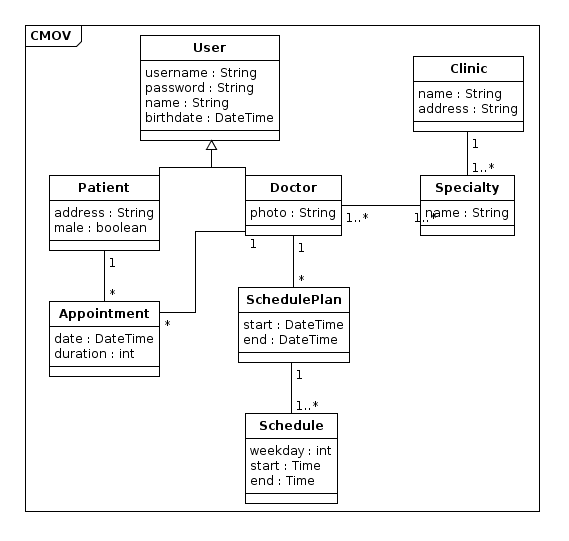 CMOV
User
username : String
password : String
name : String
birthdate : DateTime
Clinic
name : String
address : String
1
1..*
Patient
address : String
male : boolean
Doctor
photo : String
1..*
1..*
Specialty
name : String
1
*
1
*
1
*
Appointment
date : DateTime
duration : int
SchedulePlan
start : DateTime
end : DateTime
1
1..*
Schedule
weekday : int
start : Time
end : Time